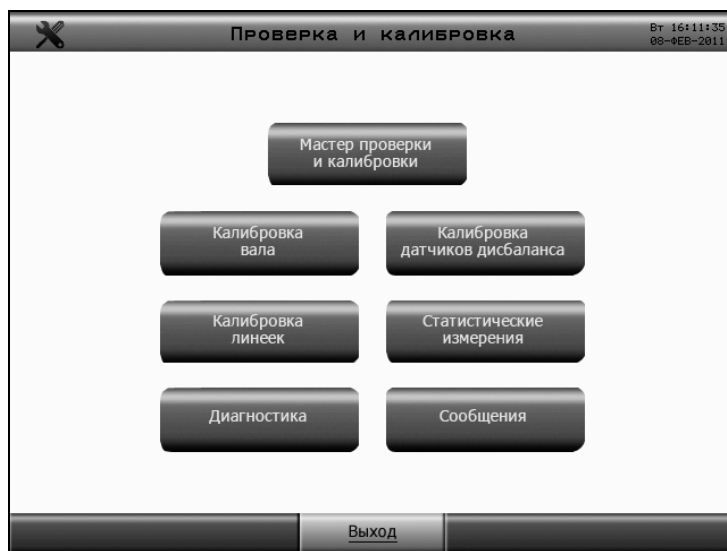 Проверка и калибровка
Вт 16:11:35
08-ФЕВ-2011
Мастер проверки
и калибровки
Калибровка
вала
Калибровка
датчиков дисбаланса
Калибровка
линеек
Статистические
измерения
Диагностика
Сообщения
Выход